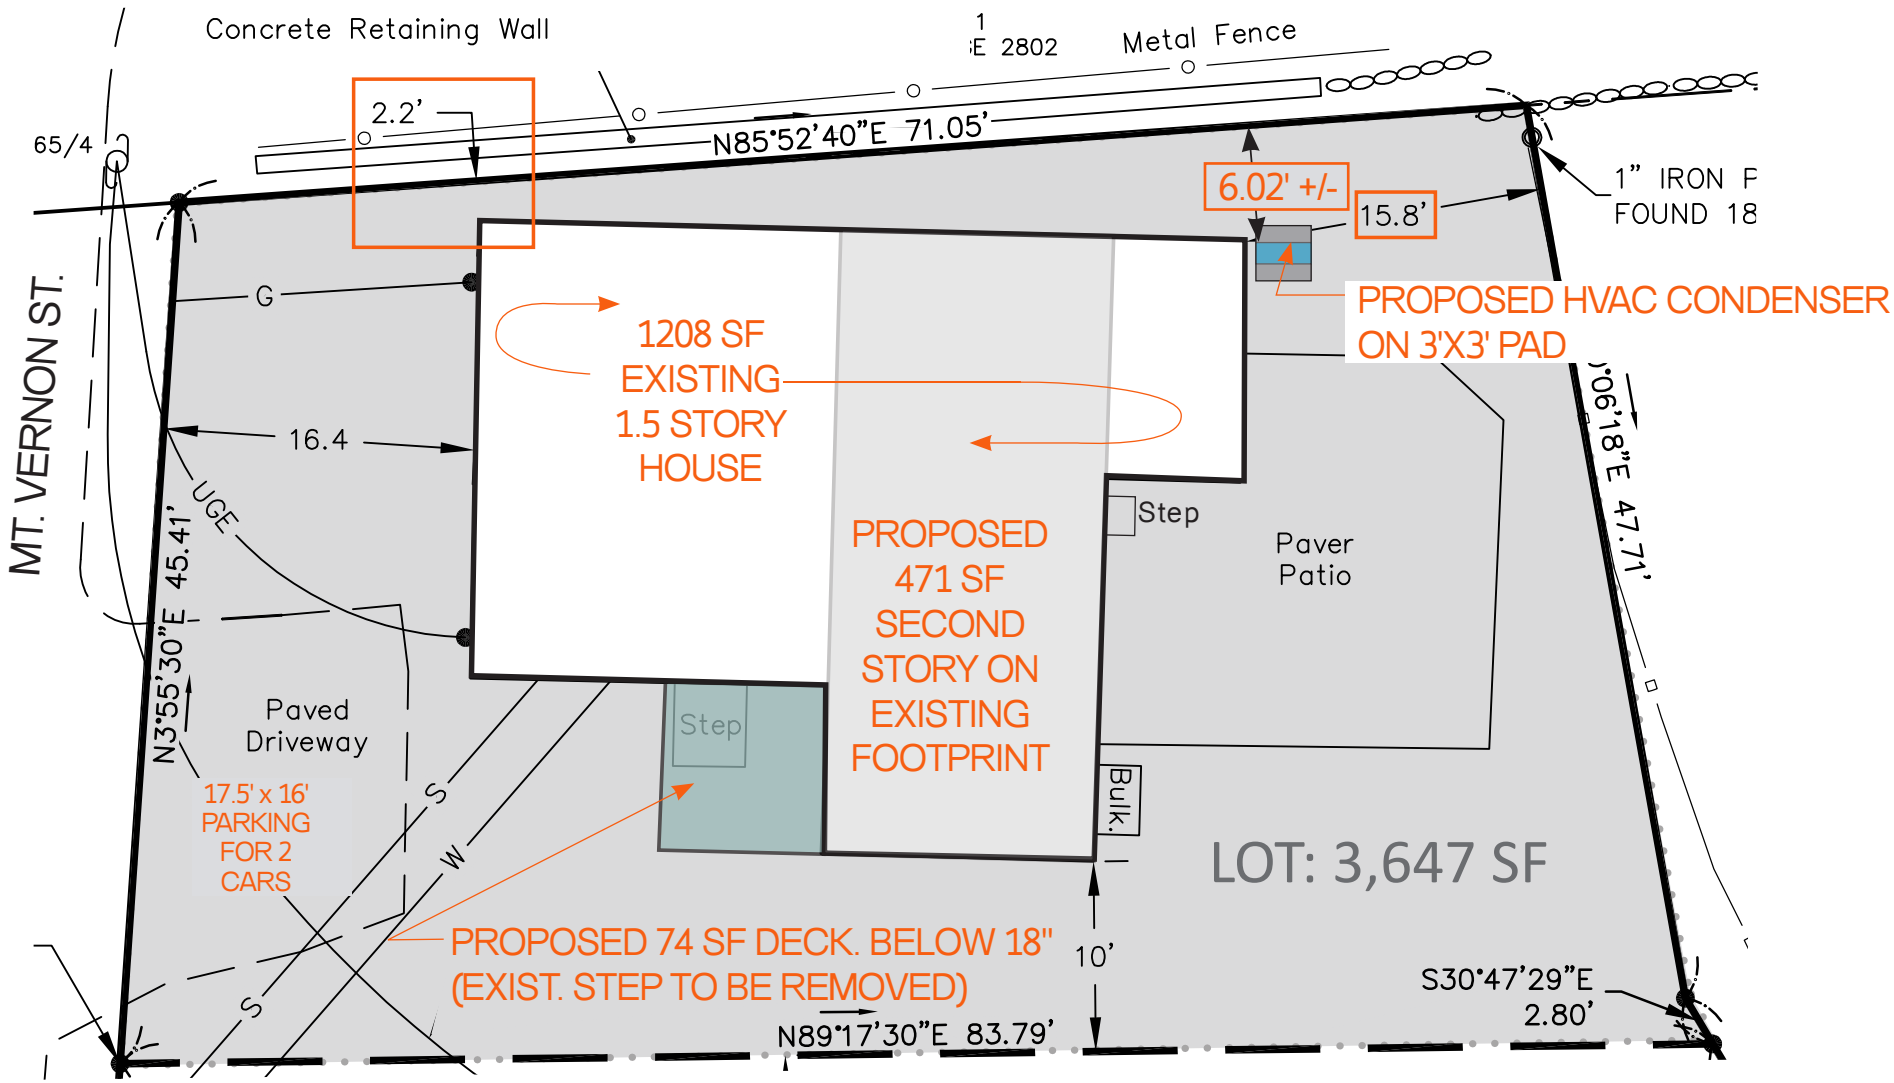 Concrete Retaining Wall
1
E 2802
Metal Fence
2.2’
65/4
N85°52’40”E 71.05’
6.02' +/-
15.8’
1” IRON P
FOUND 18
MT. VERNON ST.
G
1208 SF
EXISTING
1.5 STORY
HOUSE
PROPOSED HVAC CONDENSER
ON 3'X3' PAD
16.4
UGE
°06’18”E 47.71’
Step
PROPOSED
471 SF
SECOND
STORY ON
EXISTING
FOOTPRINT
Paver
Patio
N3°55’30”E 45.41’
Paved
Driveway
Step
17.5' x 16'
PARKING
FOR 2
CARS
S
W
Bulk.
LOT: 3,647 SF
PROPOSED 74 SF DECK. BELOW 18"
(EXIST. STEP TO BE REMOVED)
10’
S
S30°47’29”E
2.80’
N89°17’30”E 83.79’